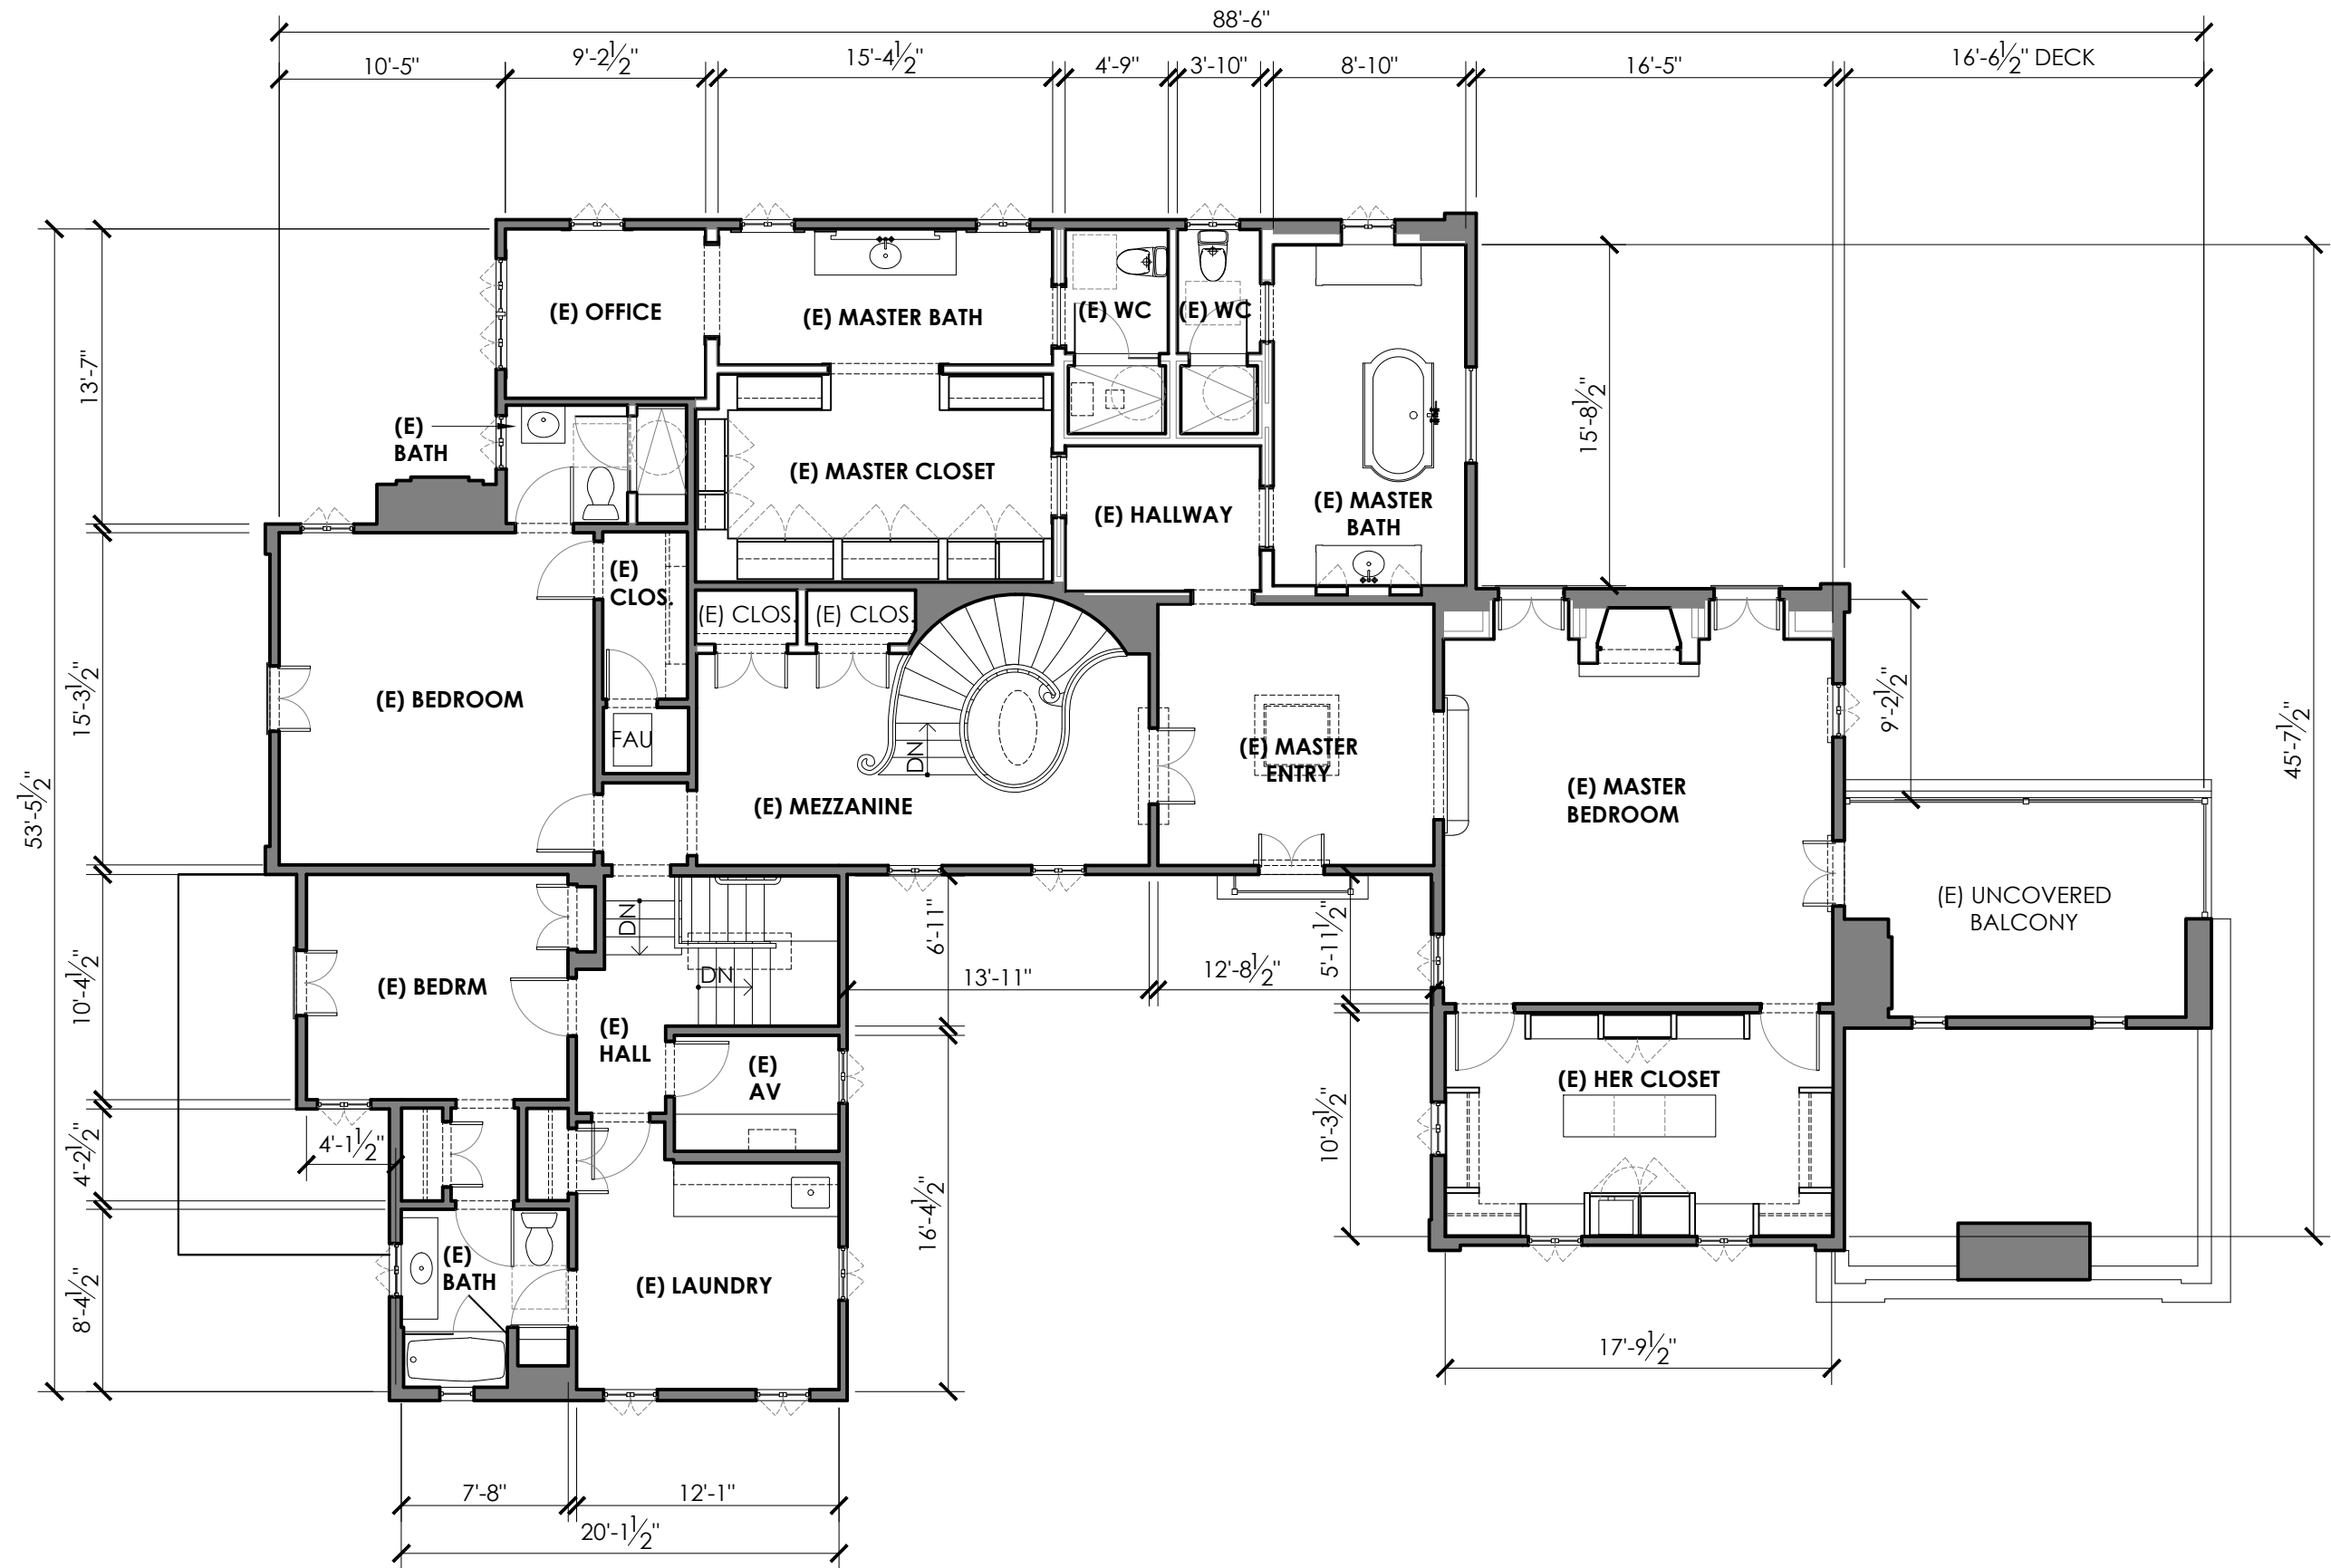 88'-6"
10'-5"
9'-2½"
15'-4½"
4'-9"
3'-10"
8'-10"
16'-5"
16'-6½" DECK
13'-7"
15'-3½"
53'-5½"
10'-4½"
4'-2½"
8'-4½"
(E) OFFICE
(E) MASTER BATH
(E) WC
(E) WC
(E)
BATH
(E) MASTER CLOSET
(E) HALLWAY
(E) MASTER
BATH
15'-8½"
(E)
CLOS.
(E) CLOS.
(E) CLOS.
(E) BEDROOM
FAU
DN
(E) MEZZANINE
(E) MASTER
ENTRY
(E) MASTER
BEDROOM
9'-2½"
45'-7½"
(E) UNCOVERED
BALCONY
DN
DN
6'-11"
13'-11"
12'-8½"
5'-11½"
(E) BEDRM
(E)
HALL
(E)
AV
4'-1½"
16'-4½"
10'-3½"
(E) HER CLOSET
(E)
BATH
(E) LAUNDRY
17'-9½"
7'-8"
12'-1"
20'-1½"